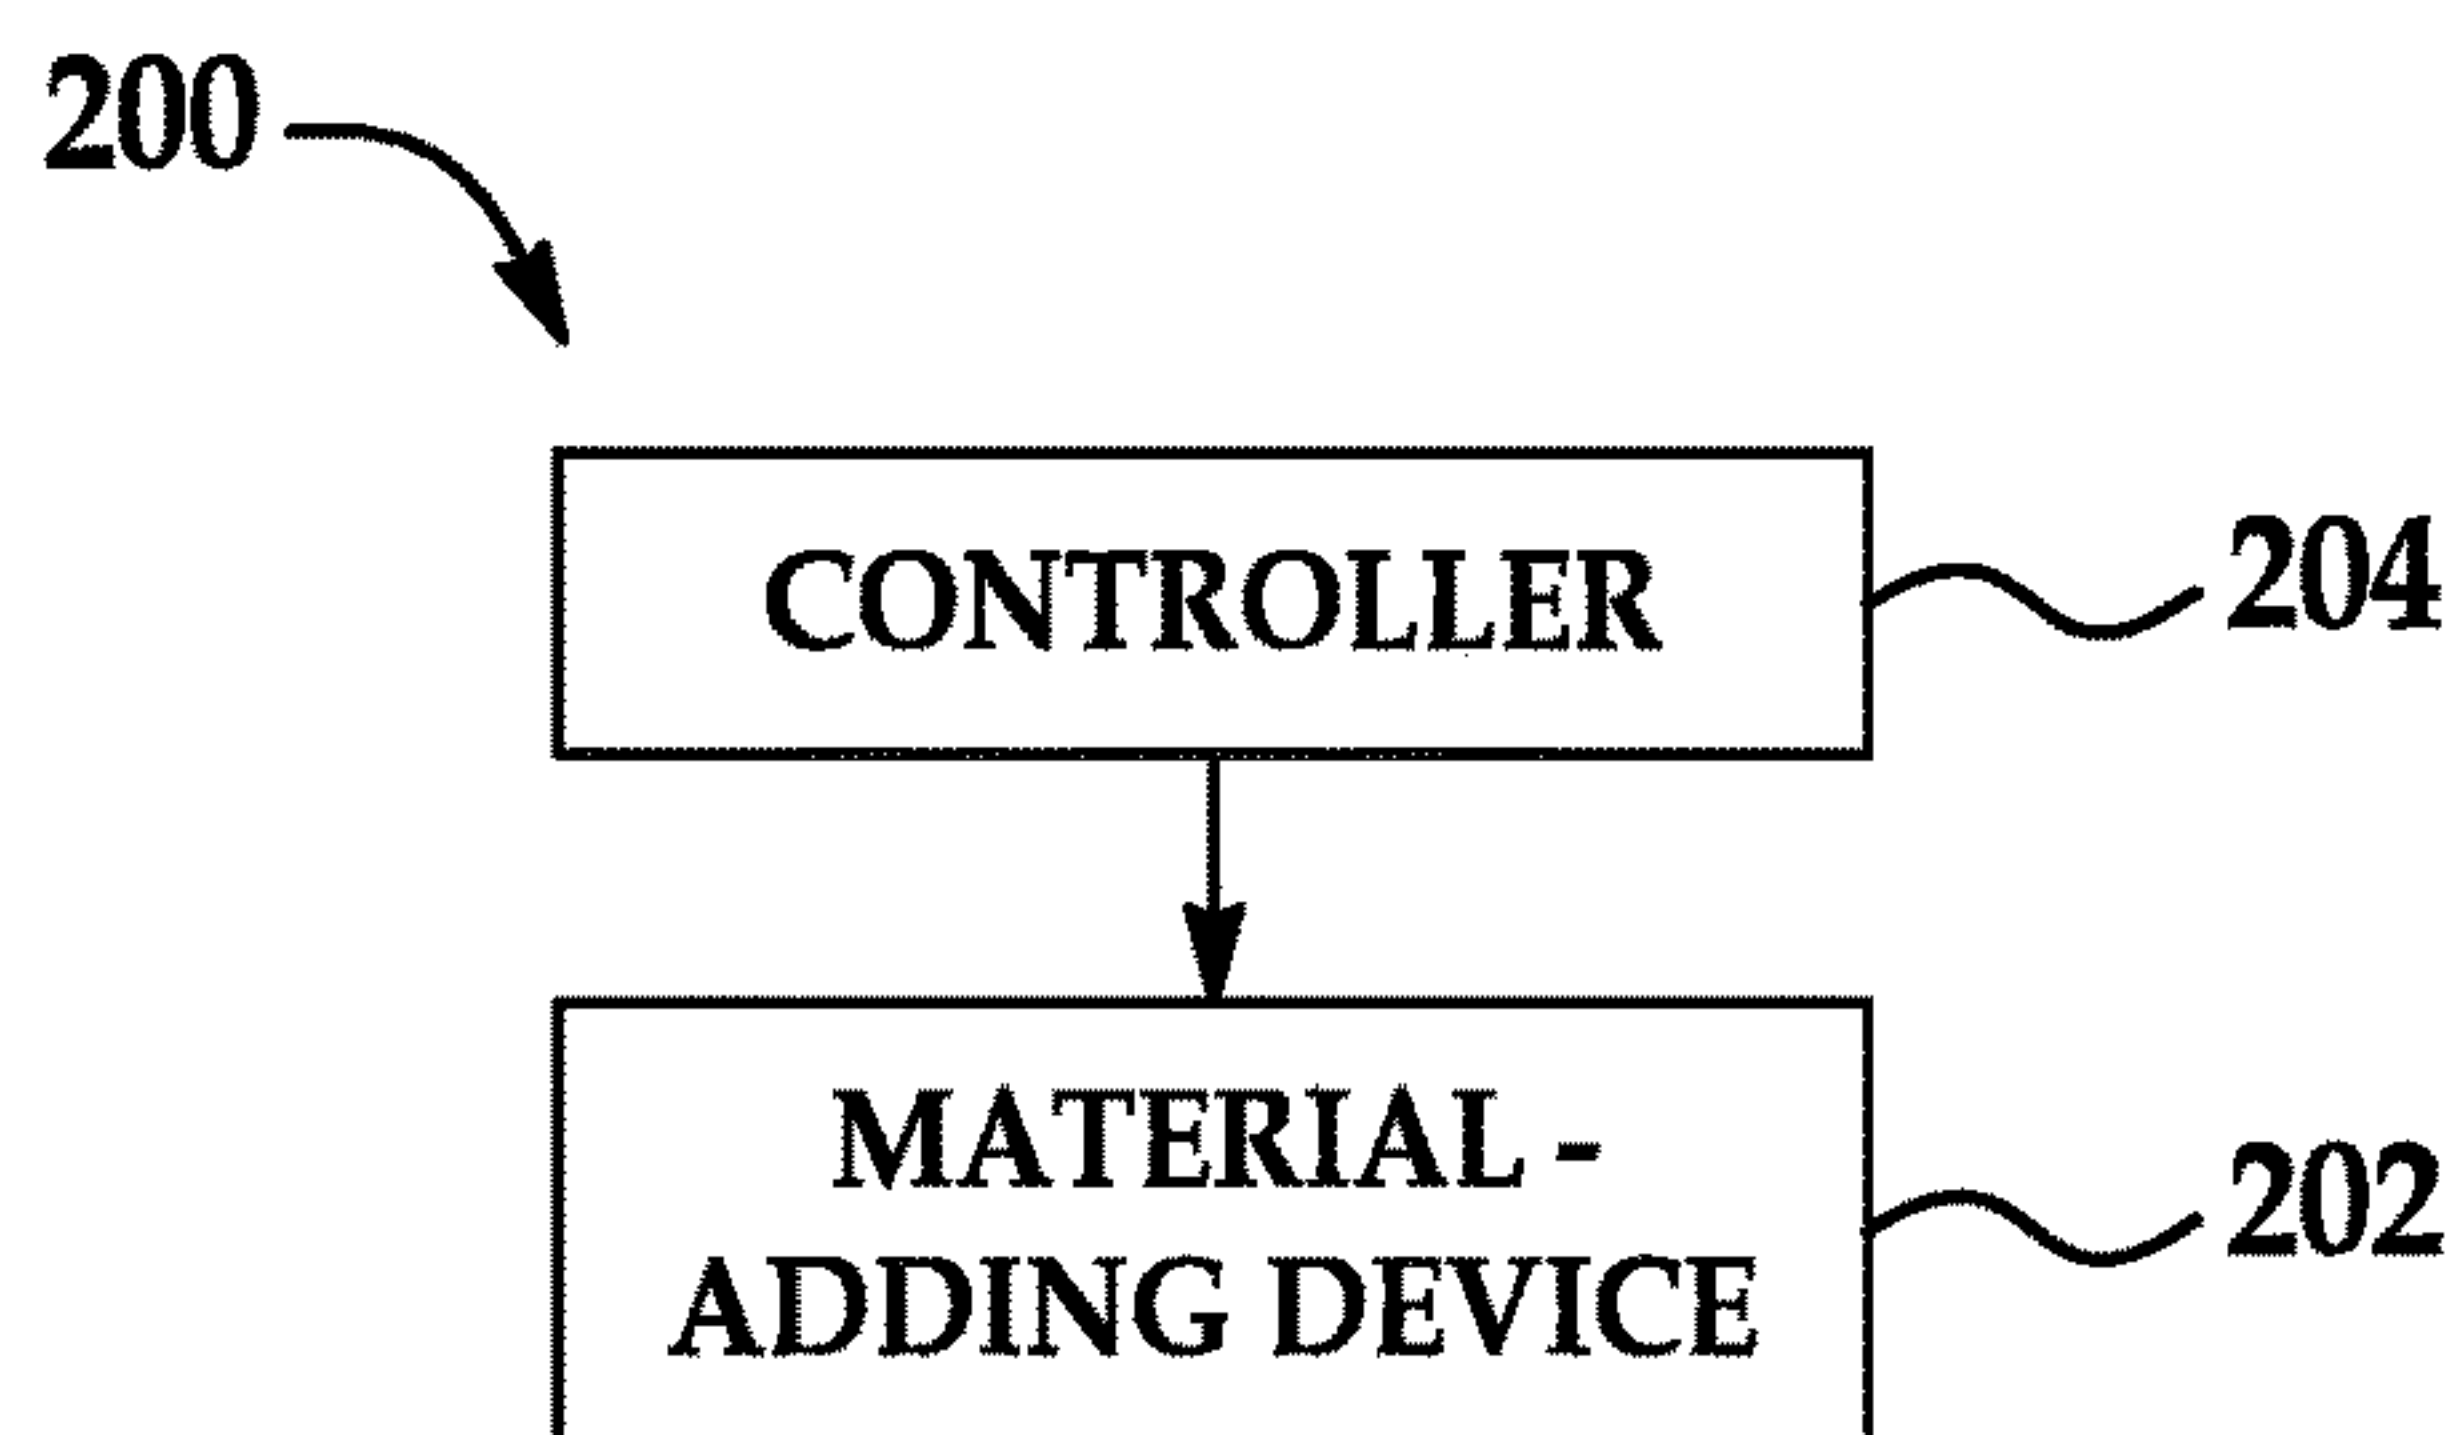 200
CONTROLLER
204
MATERIAL -
202
ADDING DEVICE